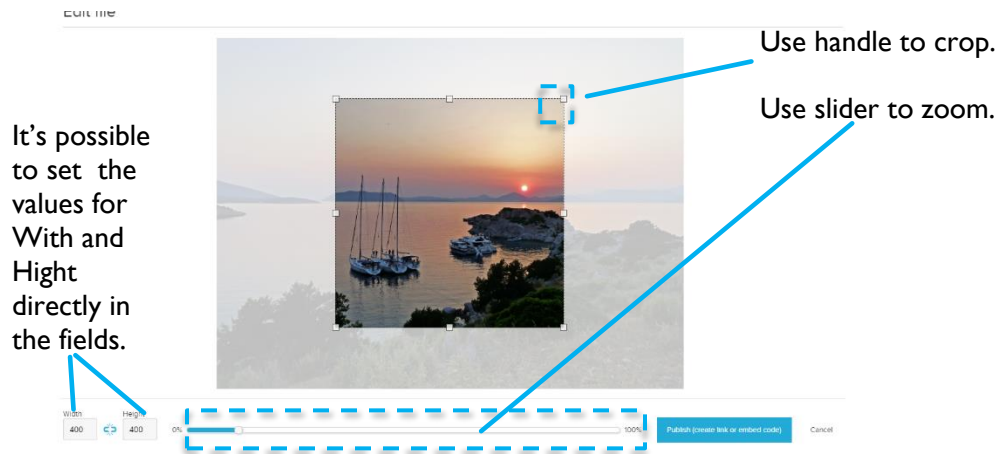 Edit file
Use handle to crop.
Use slider to zoom.
It's possible
to set the
values for
With and
Hight
directly in
the fields.
Width Height
400 400 0% 100% Publish (create link or embed code) Cancel